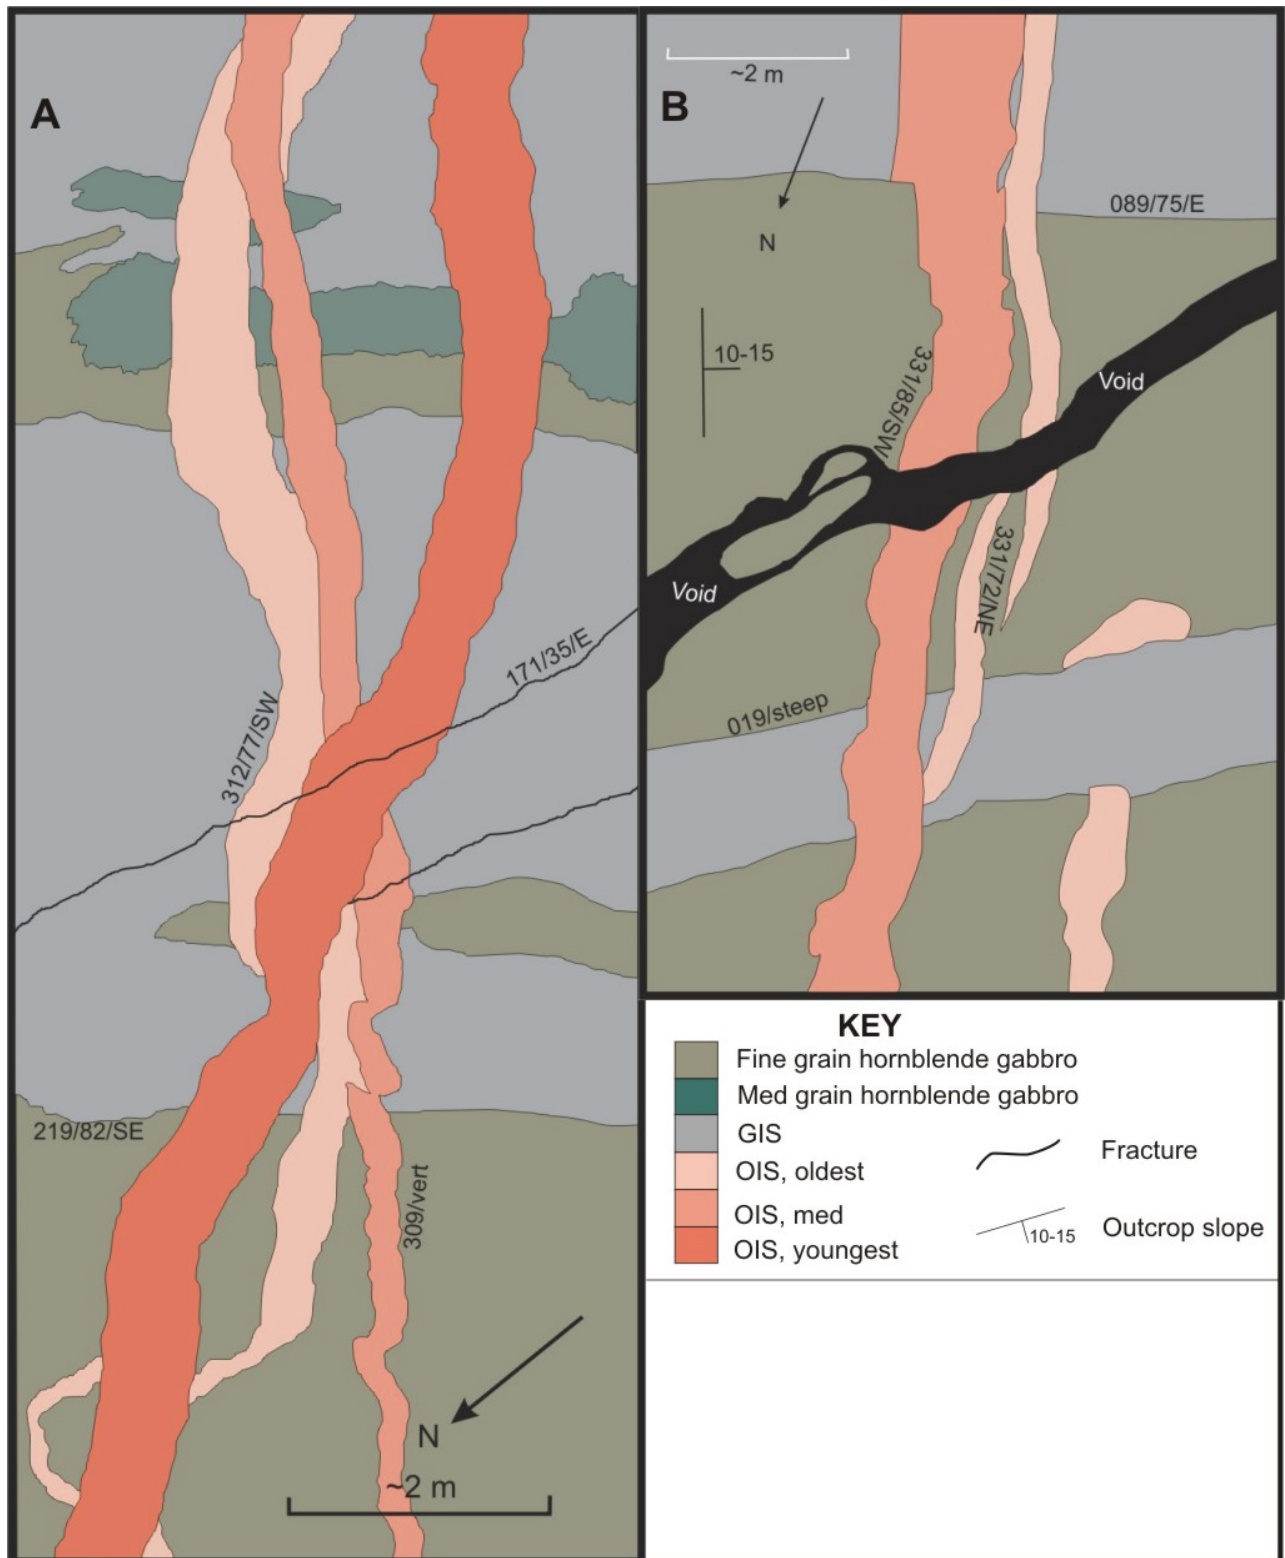 A
312/77/SW
171/35/E
219/82/SE
309/vert
N
~2 m
B
~2 m
N
089/75/E
10-15
331/85/SW
Void
Void
331/72/NE
019/steep
KEY
Fine grain hornblende gabbro
Med grain hornblende gabbro
GIS
OIS, oldest
OIS, med
OIS, youngest
Fracture
10-15
Outcrop slope